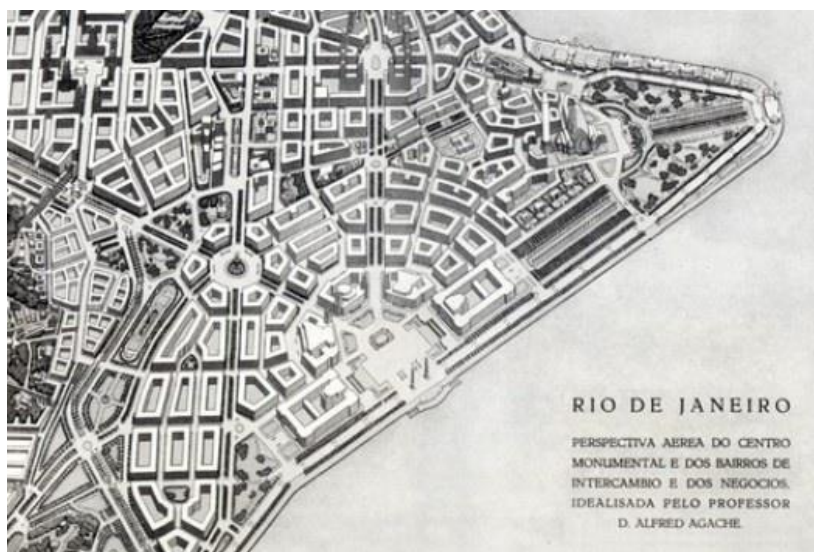 RIO DE JANEIRO
PERSPECTIVA AEREA DO CENTRO
MONUMENTAL E DOS BAIRROS DE
INTERCAMBIO E DOS NEGOCIOS.
IDEALISADA PELO PROFESSOR
D. ALFRED AGACHE.